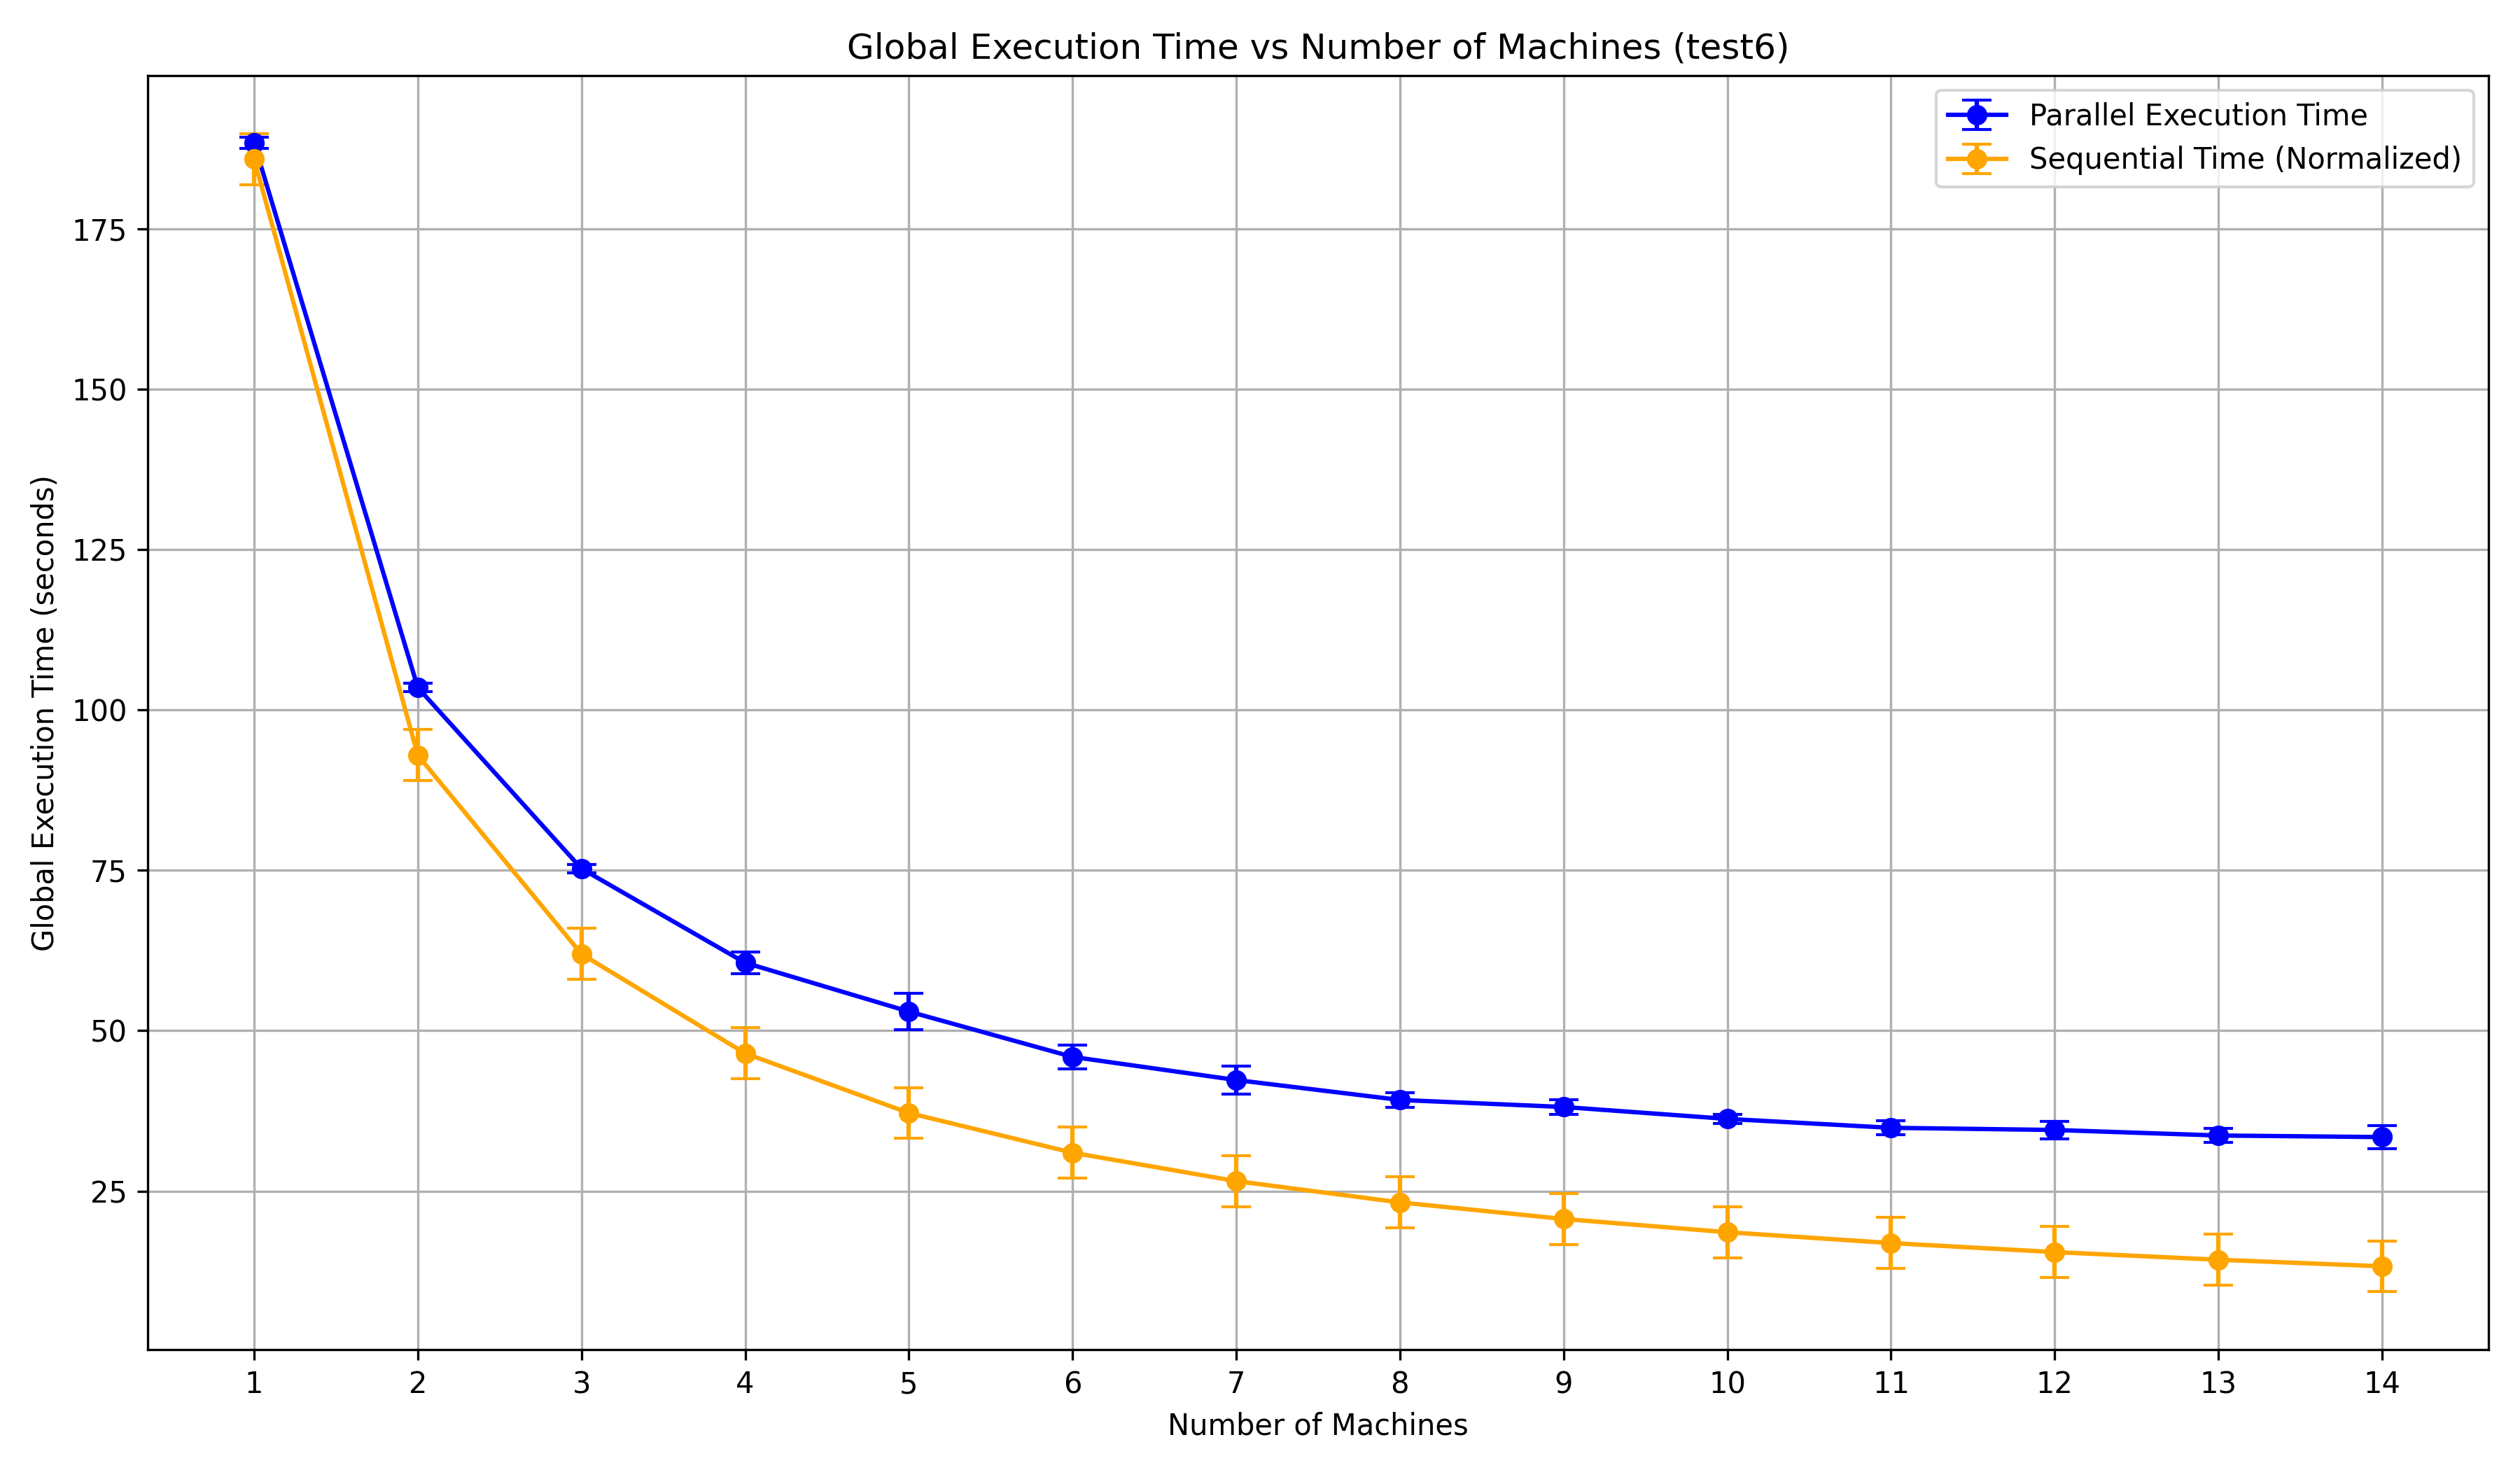 Global Execution Time vs Number of Machines (test6)
Parallel Execution Time
Sequential Time (Normalized)
Global Execution Time (seconds)
175
150
125
100
75
50
25
1 2 3 4 5 6 7 8 9 10 11 12 13 14
Number of Machines